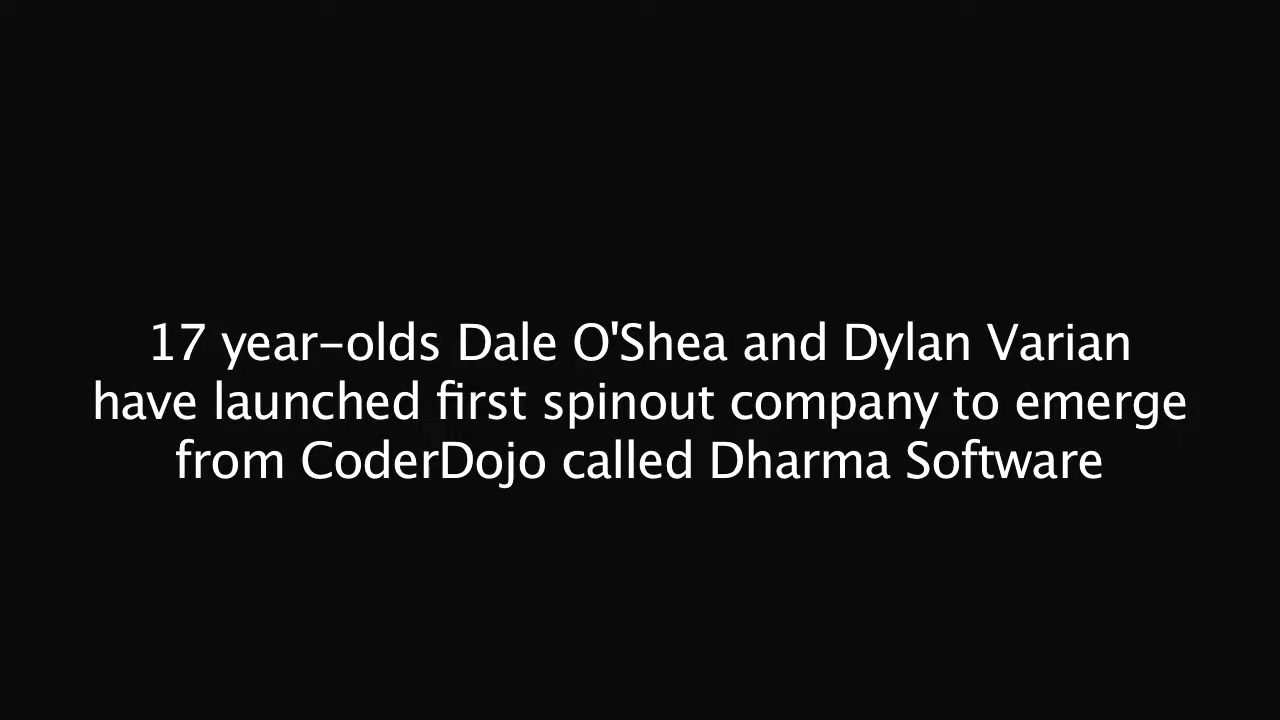 17 year-olds Dale O'Shea and Dylan Varian
have launched first spinout company to emerge
from CoderDojo called Dharma Software